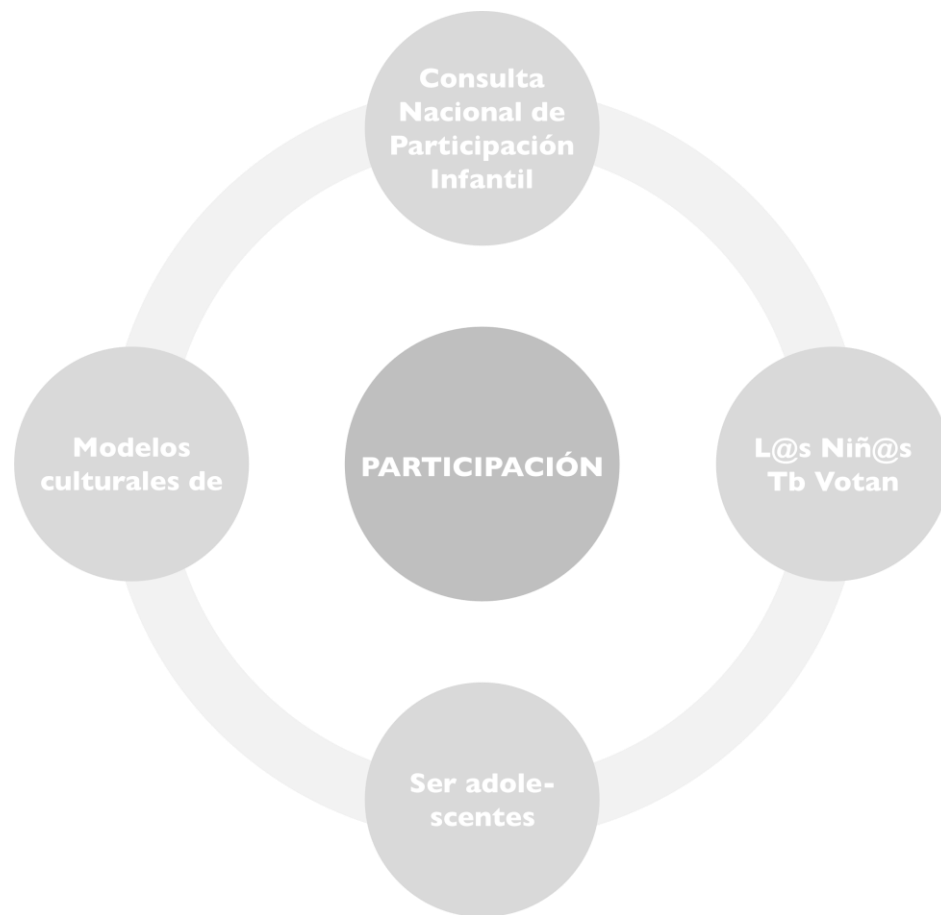 Consulta
Nacional de
Participación
Infantil
Modelos
culturales de
PARTICIPACIÓN
L@s Niñ@s
Tb Votan
Ser adole-
scentes